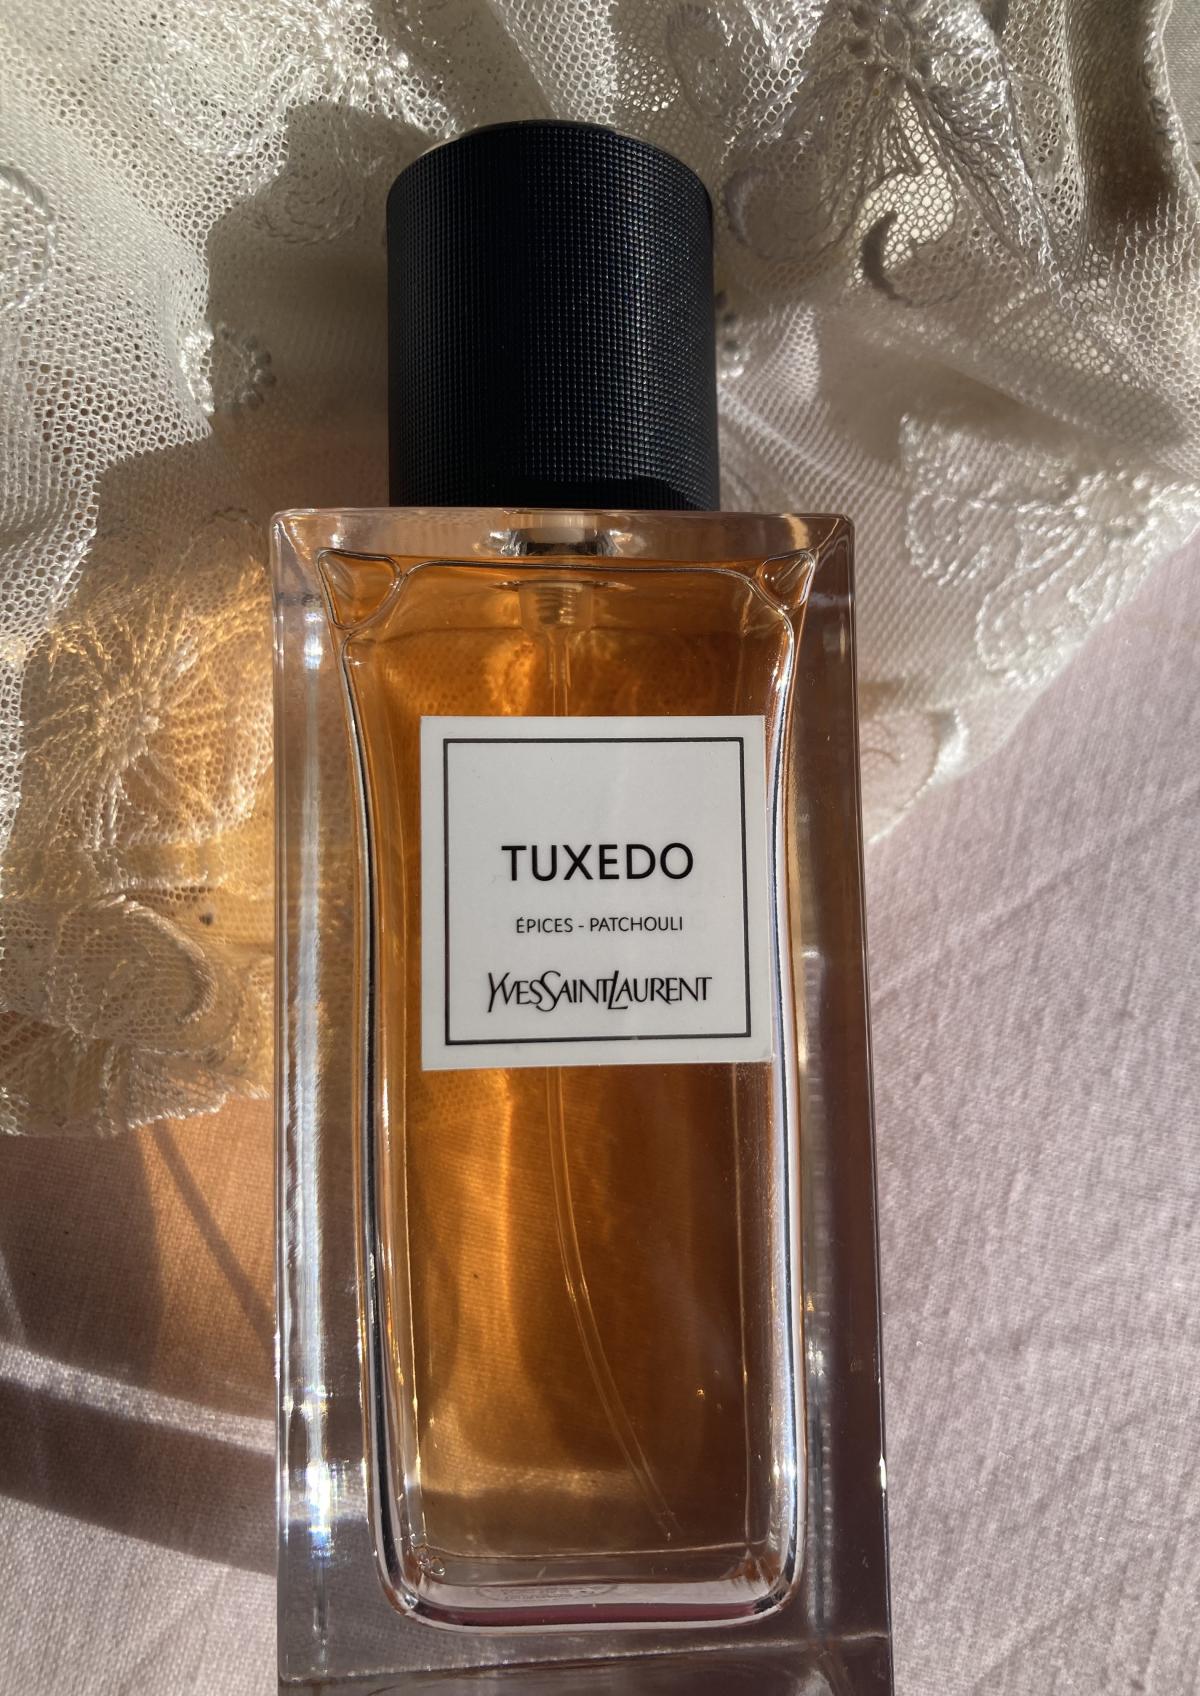 TUXEDO
ÉPICES - PATCHOULI
YVESSAINTLAURENT